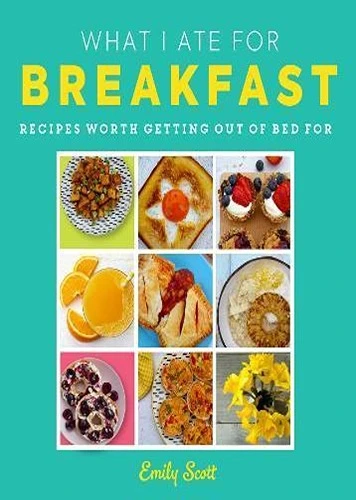 WHAT I ATE FOR
BREAKFAST
RECIPES WORTH GETTING OUT OF BED FOR
Emily Scott